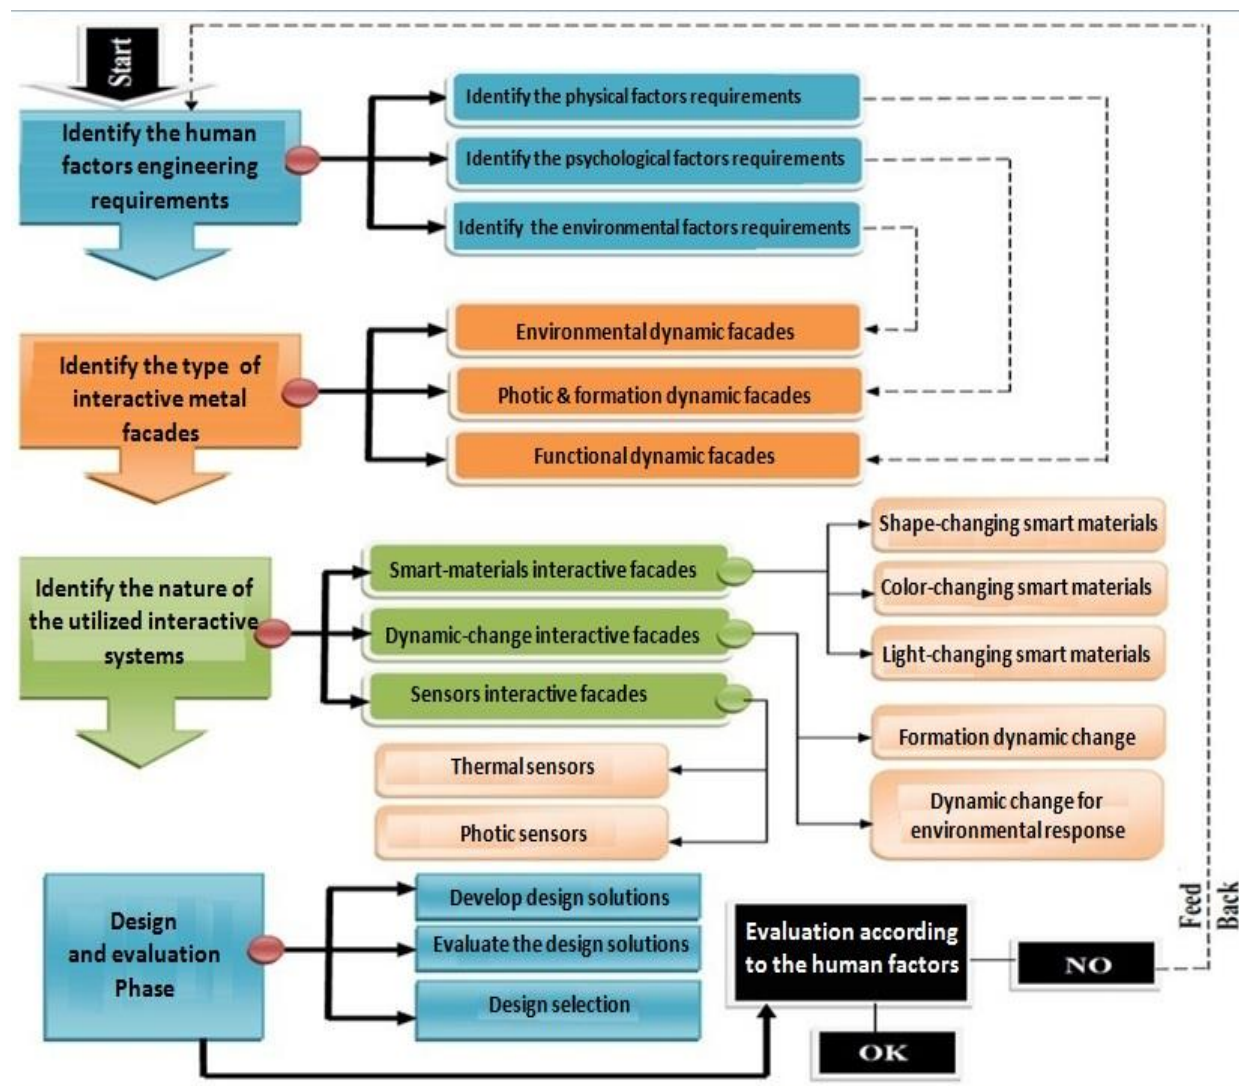 Start
Identify the human
factors engineering
requirements
Identify the physical factors requirements
Identify the psychological factors requirements
Identify the environmental factors requirements
Identify the type of
interactive metal
facades
Environmental dynamic facades
Photic & formation dynamic facades
Functional dynamic facades
Identify the nature of
the utilized interactive
systems
Smart-materials interactive facades
Dynamic-change interactive facades
Sensors interactive facades
Shape-changing smart materials
Color-changing smart materials
Light-changing smart materials
Formation dynamic change
Dynamic change for
environmental response
Thermal sensors
Photic sensors
Design
and evaluation
Phase
Develop design solutions
Evaluate the design solutions
Design selection
Evaluation according
to the human factors
NO
OK
Feed
Back